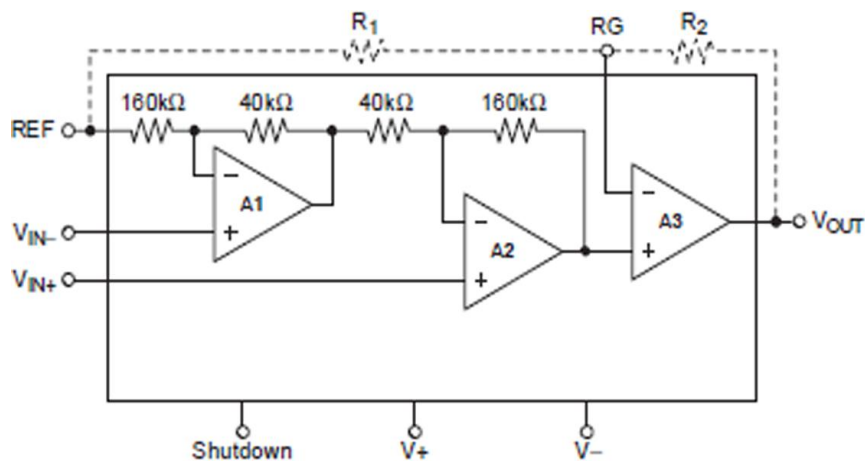 R1 RG R2
160kΩ 40kΩ 40kΩ 160kΩ
REF
A1
A2
A3
VIN−
VIN+
VOUT
− + − + − +
Shutdown V+ V−